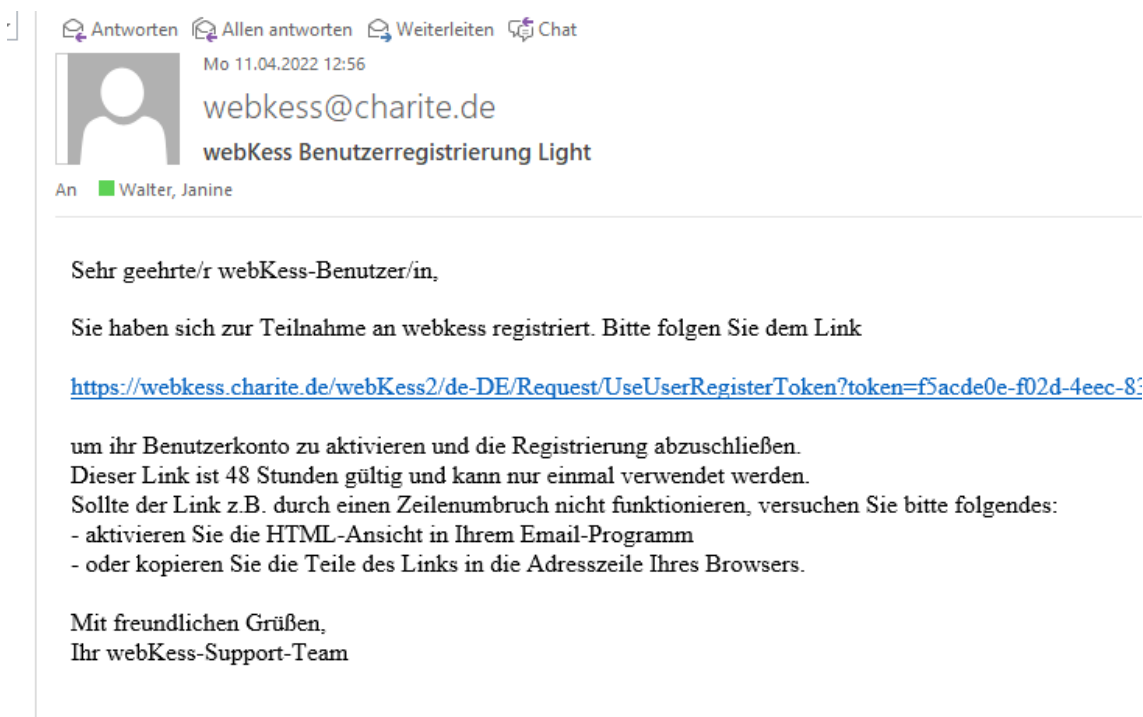 Antworten Allen antworten Weiterleiten Chat
Mo 11.04.2022 12:56
webkess@charite.de
webKess Benutzerregistrierung Light
An Walter, Janine
Sehr geehrte/r webKess-Benutzer/in,
Sie haben sich zur Teilnahme an webkess registriert. Bitte folgen Sie dem Link
https://webkess.charite.de/webKess2/de-DE/Request/UseUserRegisterToken?token=f5acde0e-f02d-4eec-83
um ihr Benutzerkonto zu aktivieren und die Registrierung abzuschließen.
Dieser Link ist 48 Stunden gültig und kann nur einmal verwendet werden.
Sollte der Link z.B. durch einen Zeilenumbruch nicht funktionieren, versuchen Sie bitte folgendes:
- aktivieren Sie die HTML-Ansicht in Ihrem Email-Programm
- oder kopieren Sie die Teile des Links in die Adresszeile Ihres Browsers.
Mit freundlichen Grüßen,
Ihr webKess-Support-Team